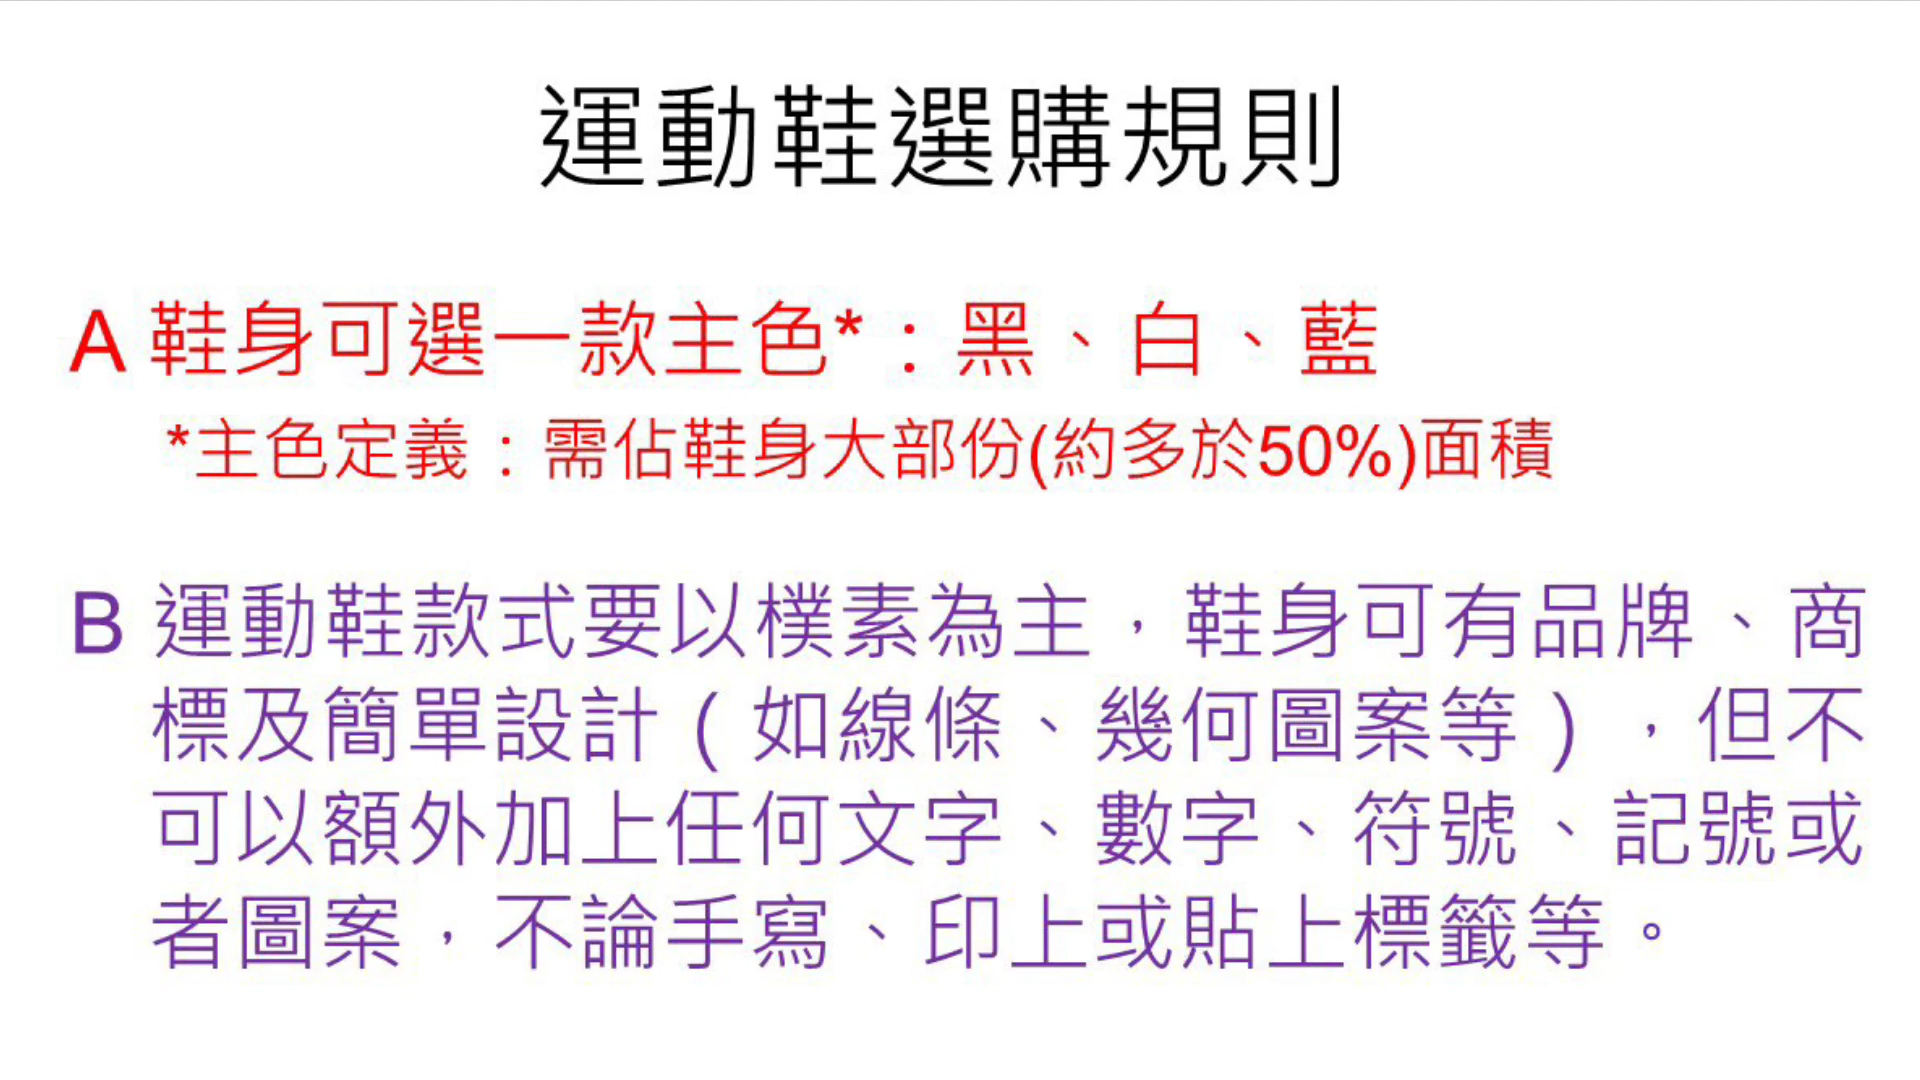 運動鞋選購規則
A 鞋身可選一款主色*：黑、白、藍
*主色定義：需佔鞋身大部份(約多於50%)面積
B 運動鞋款式要以樸素為主，鞋身可有品牌、商
標及簡單設計（如線條、幾何圖案等），但不
可以額外加上任何文字、數字、符號、記號或
者圖案，不論手寫、印上或貼上標籤等。